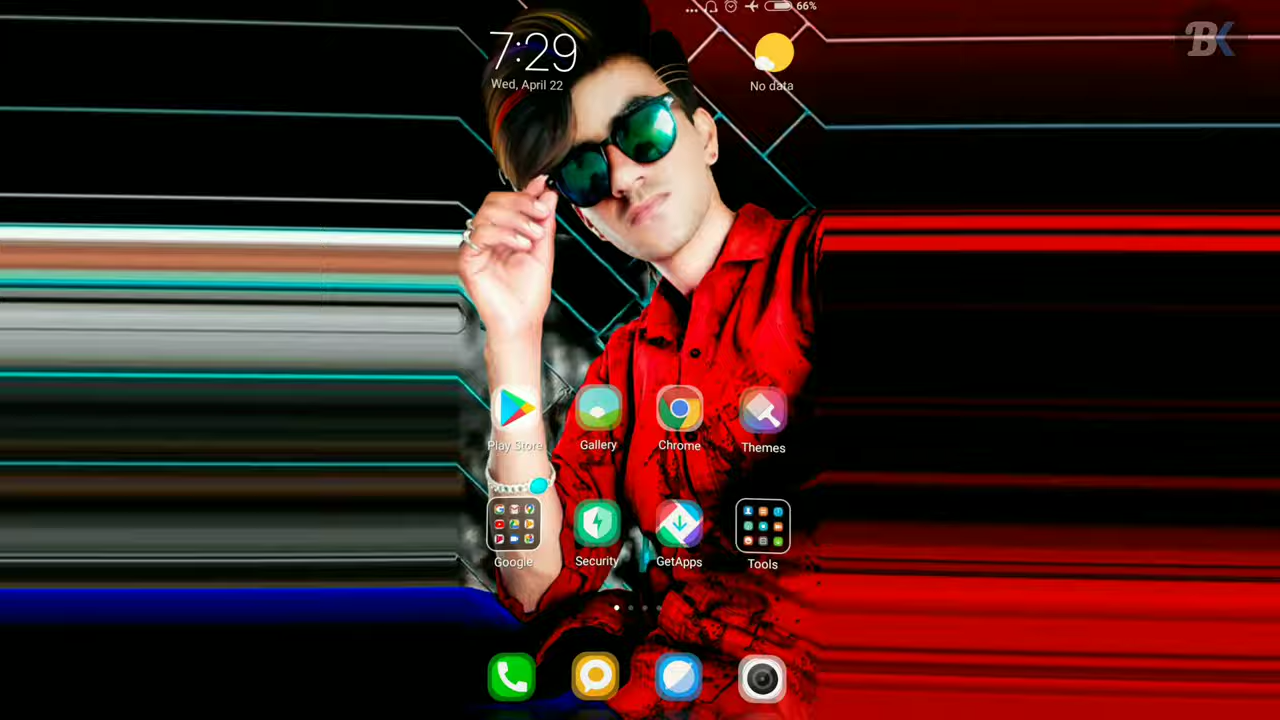 66%
BK
7:29
Wed, April 22
No data
Play Store
Gallery
Chrome
Themes
Google
Security
GetApps
Tools